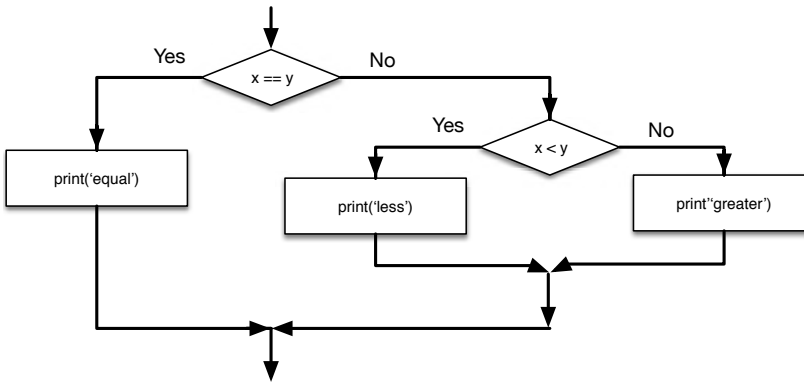 Yes
x == y
No
Yes
x < y
No
print(‘equal’)
print(‘less’)
print'‘greater’)